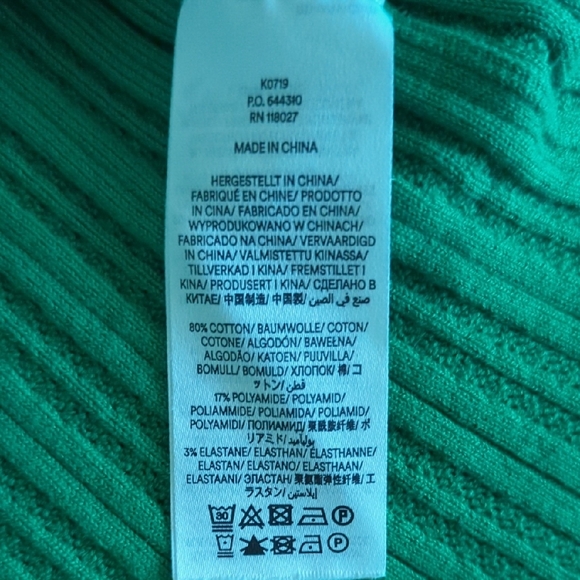 K0719
P.O. 644310
RN 118027
MADE IN CHINA
HERGESTELLT IN CHINA/
FABRIQUÉ EN CHINE/ PRODOTTO
IN CINA/ FABRICADO EN CHINA/
WYPRODUKOWANO W CHINACH/
FABRICADO NA CHINA/ VERVAARDIGD
IN CHINA/ VALMISTETTU KIINASSA/
TILLVERKAD I KINA/ FREMSTILLET I
KINA/ PRODUSERT I KINA/ СДЕЛАНО В
КИТАЕ/ 中国制造/ 中国製/ صنع في الصين
80% COTTON/ BAUMWOLLE/ COTON/
COTONE/ ALGODÓN/ BAWEŁNA/
ALGODÃO/ KATOEN/ PUUVILLA/
BOMULL/ BOMULD/ ХЛОПОК/ 棉/ コ
ットン/ قطن
17% POLYAMIDE/ POLYAMID/
POLIAMMIDE/ POLIAMIDA/ POLIAMID/
POLYAMIDI/ ПОЛИАМИД/ 聚酰胺纤维/ ポ
リアミド/ بولياميد
3% ELASTANE/ ELASTHAN/ ÉLASTHANNE/
ELASTAN/ ELASTANO/ ELASTHAAN/
ELASTAANI/ ЭЛАСТАН/ 聚氨酯弹性纤维/ エ
ラスタン/ إيلاستين
30 P
P